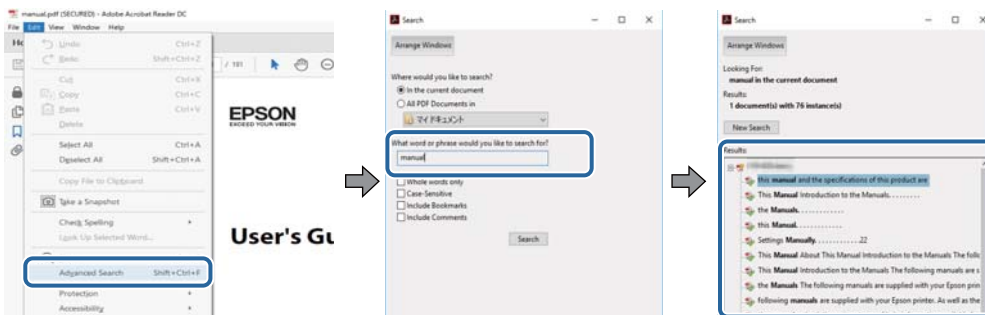 manual.pdf (SECURED) - Adobe Acrobat Reader DC
File Edit View Window Help
Undo Ctrl+Z
Redo Shift+Ctrl+Z
Cut Ctrl+X
Copy Ctrl+C
Paste Ctrl+V
Delete
Select All Ctrl+A
Deselect All Shift+Ctrl+A
Copy File to Clipboard
Take a Snapshot
Check Spelling
Look Up Selected Word...
Advanced Search Shift+Ctrl+F
Protection
Accessibility
/ 181
EPSON
EXCEED YOUR VISION
User's Gu
Search
Arrange Windows
Where would you like to search?
In the current document
All PDF Documents in
マイ ドキュメント
What word or phrase would you like to search for?
manual
Whole words only
Case-Sensitive
Include Bookmarks
Include Comments
Search
Search
Arrange Windows
Looking For:
manual in the current document
Results:
1 document(s) with 76 instance(s)
New Search
Results:
this manual and the specifications of this product are
This Manual Introduction to the Manuals. . . . . . . . .
the Manuals. . . . . . . . . . . . .
this Manual. . . . . . . . . . . . .
Settings Manually. . . . . . . . . . . .22
This Manual About This Manual Introduction to the Manuals The follo
This Manual Introduction to the Manuals The following manuals are s
the Manuals The following manuals are supplied with your Epson prin
following manuals are supplied with your Epson printer. As well as the